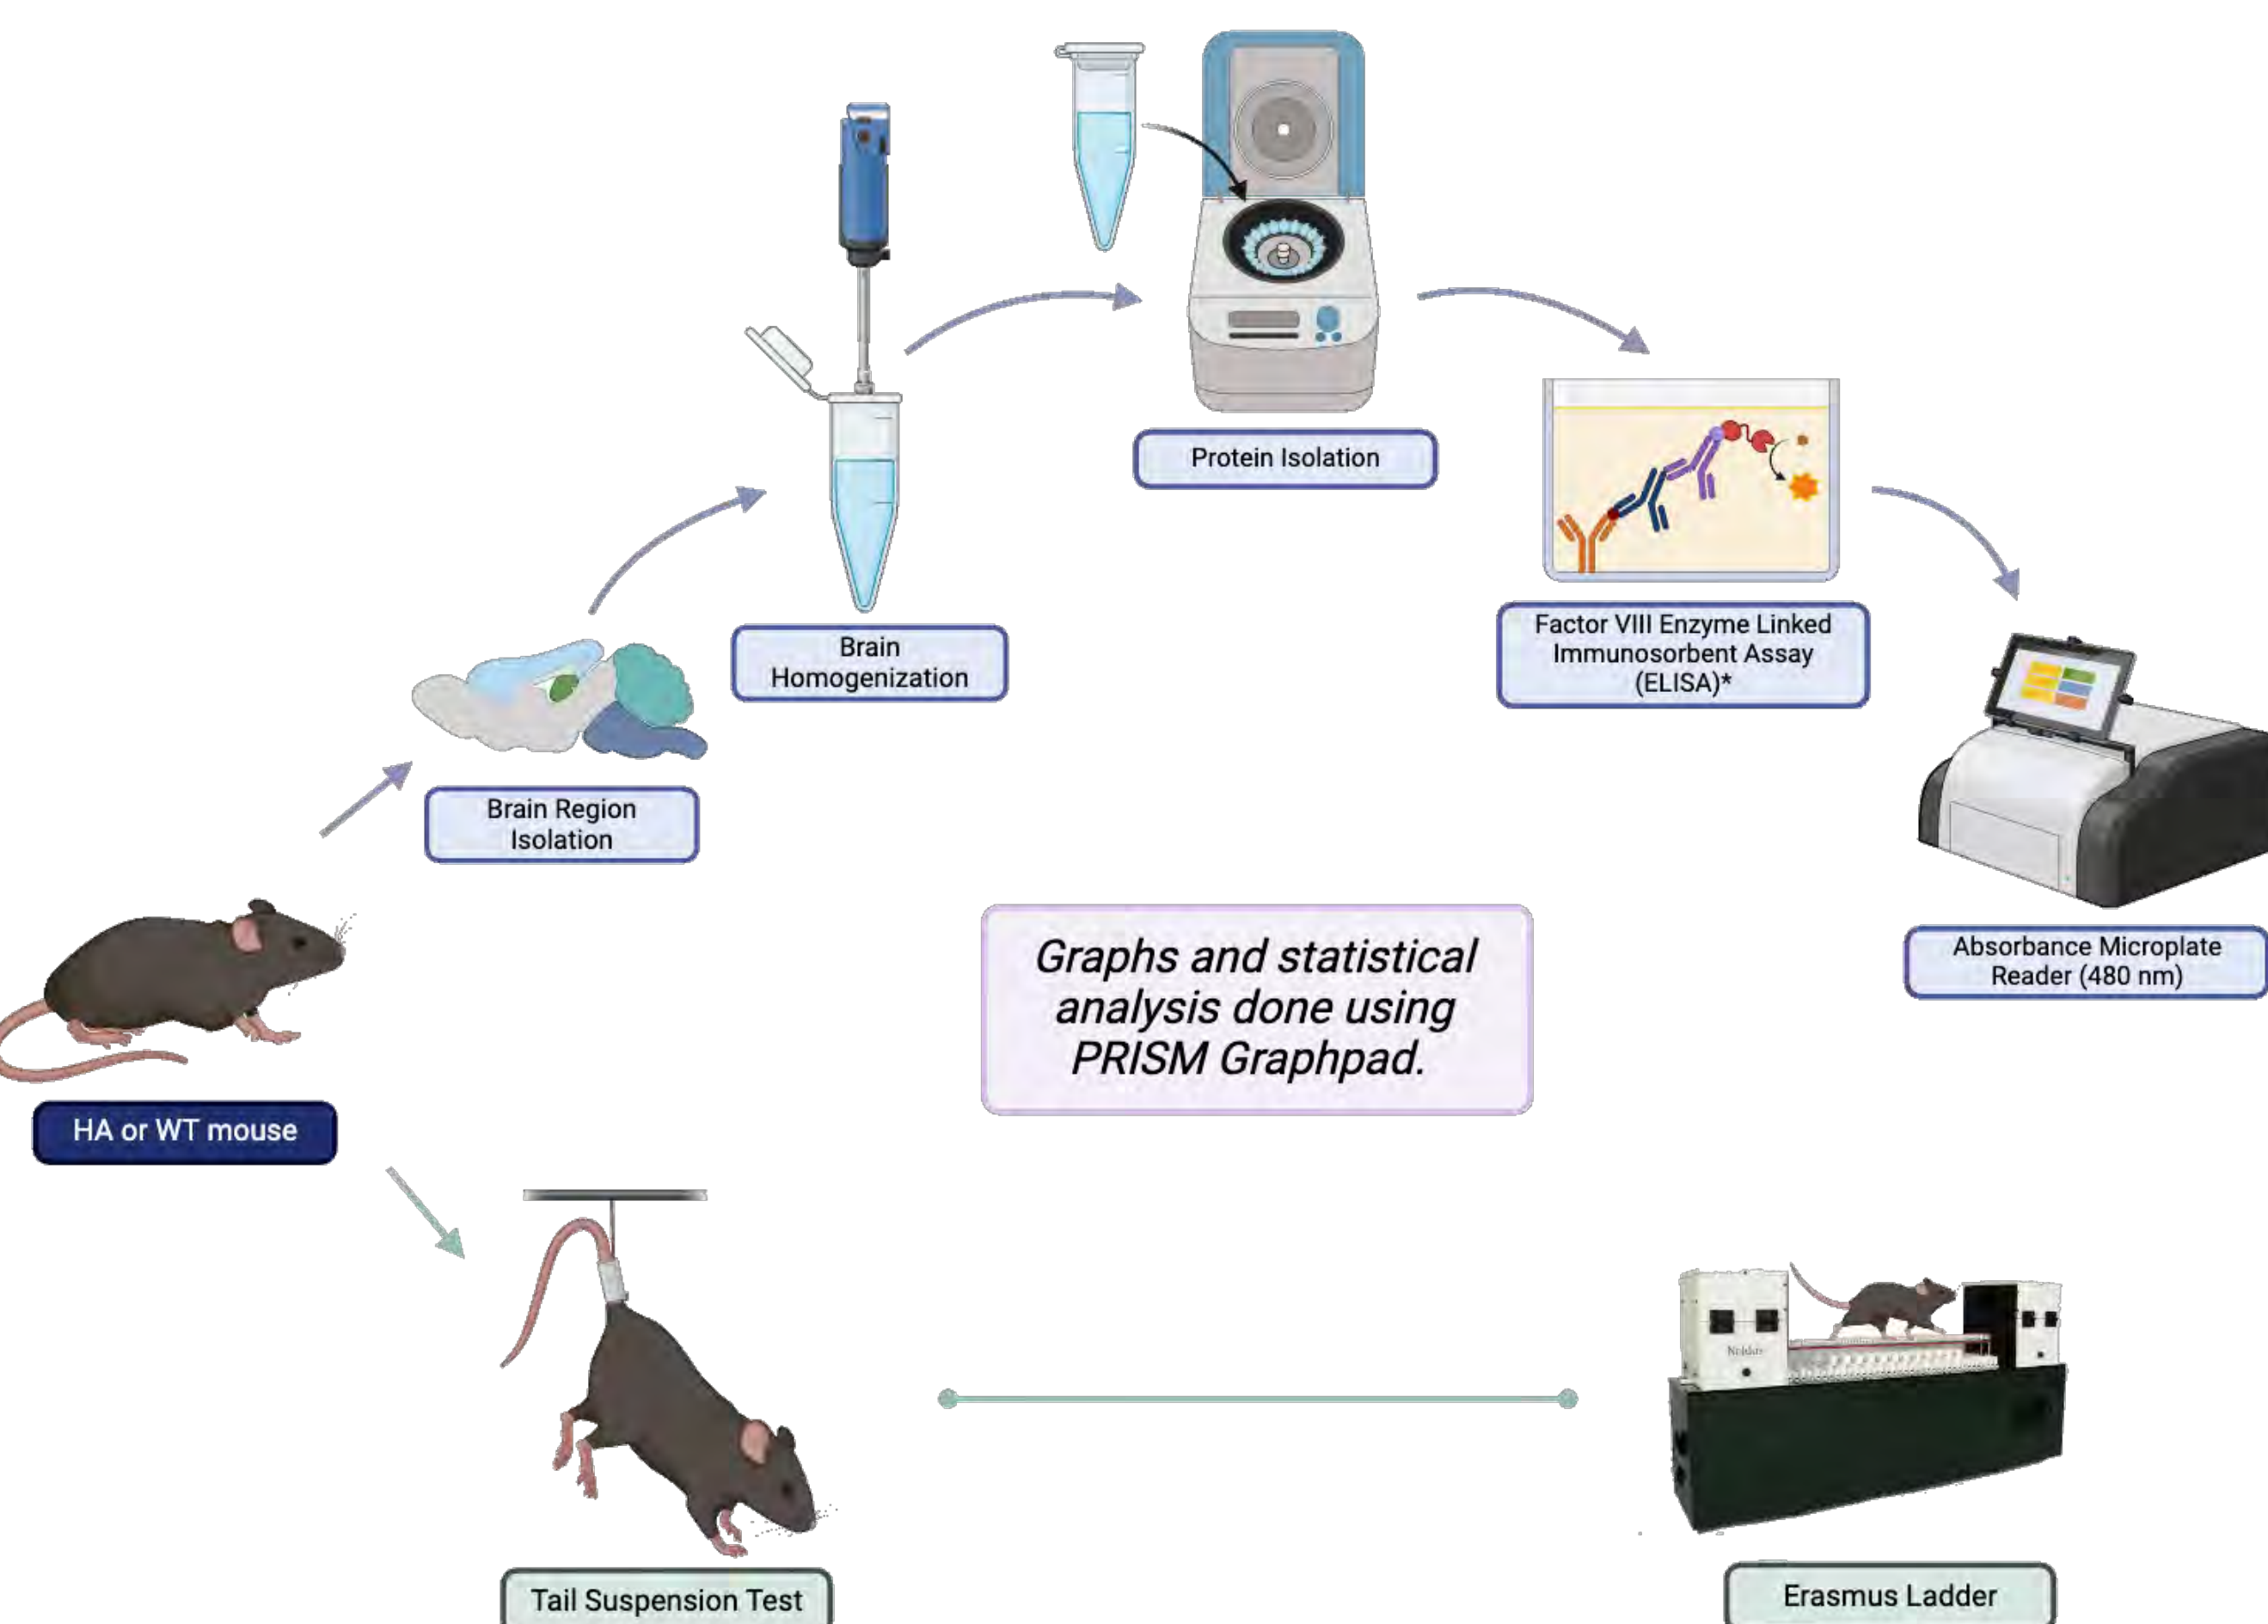 Protein Isolation
Brain
Homogenization
Factor VIII Enzyme Linked
Immunosorbent Assay
(ELISA)*
Brain Region
Isolation
Absorbance Microplate
Reader (480 nm)
Graphs and statistical
analysis done using
PRISM Graphpad.
HA or WT mouse
Noldus
Tail Suspension Test
Erasmus Ladder